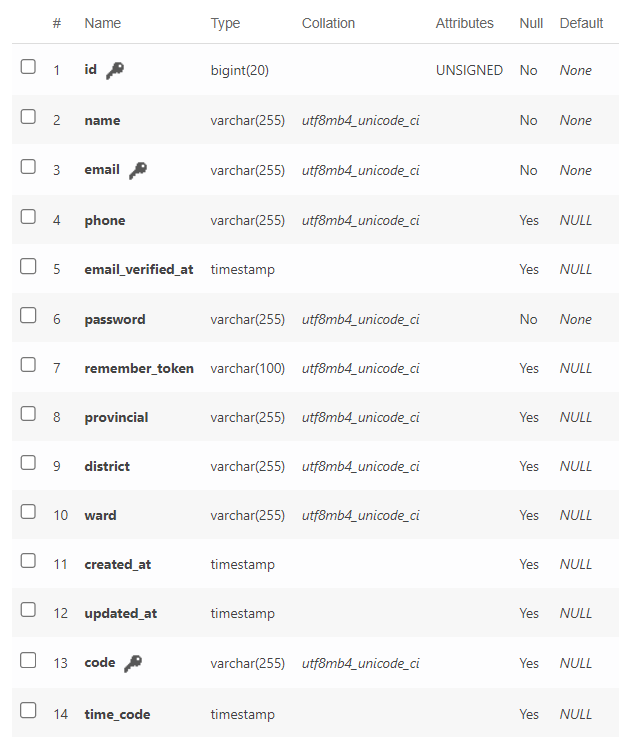 # Name Type Collation Attributes Null Default
1 id bigint(20) UNSIGNED No None
2 name varchar(255) utf8mb4_unicode_ci No None
3 email varchar(255) utf8mb4_unicode_ci No None
4 phone varchar(255) utf8mb4_unicode_ci Yes NULL
5 email_verified_at timestamp Yes NULL
6 password varchar(255) utf8mb4_unicode_ci No None
7 remember_token varchar(100) utf8mb4_unicode_ci Yes NULL
8 provincial varchar(255) utf8mb4_unicode_ci Yes NULL
9 district varchar(255) utf8mb4_unicode_ci Yes NULL
10 ward varchar(255) utf8mb4_unicode_ci Yes NULL
11 created_at timestamp Yes NULL
12 updated_at timestamp Yes NULL
13 code varchar(255) utf8mb4_unicode_ci Yes NULL
14 time_code timestamp Yes NULL